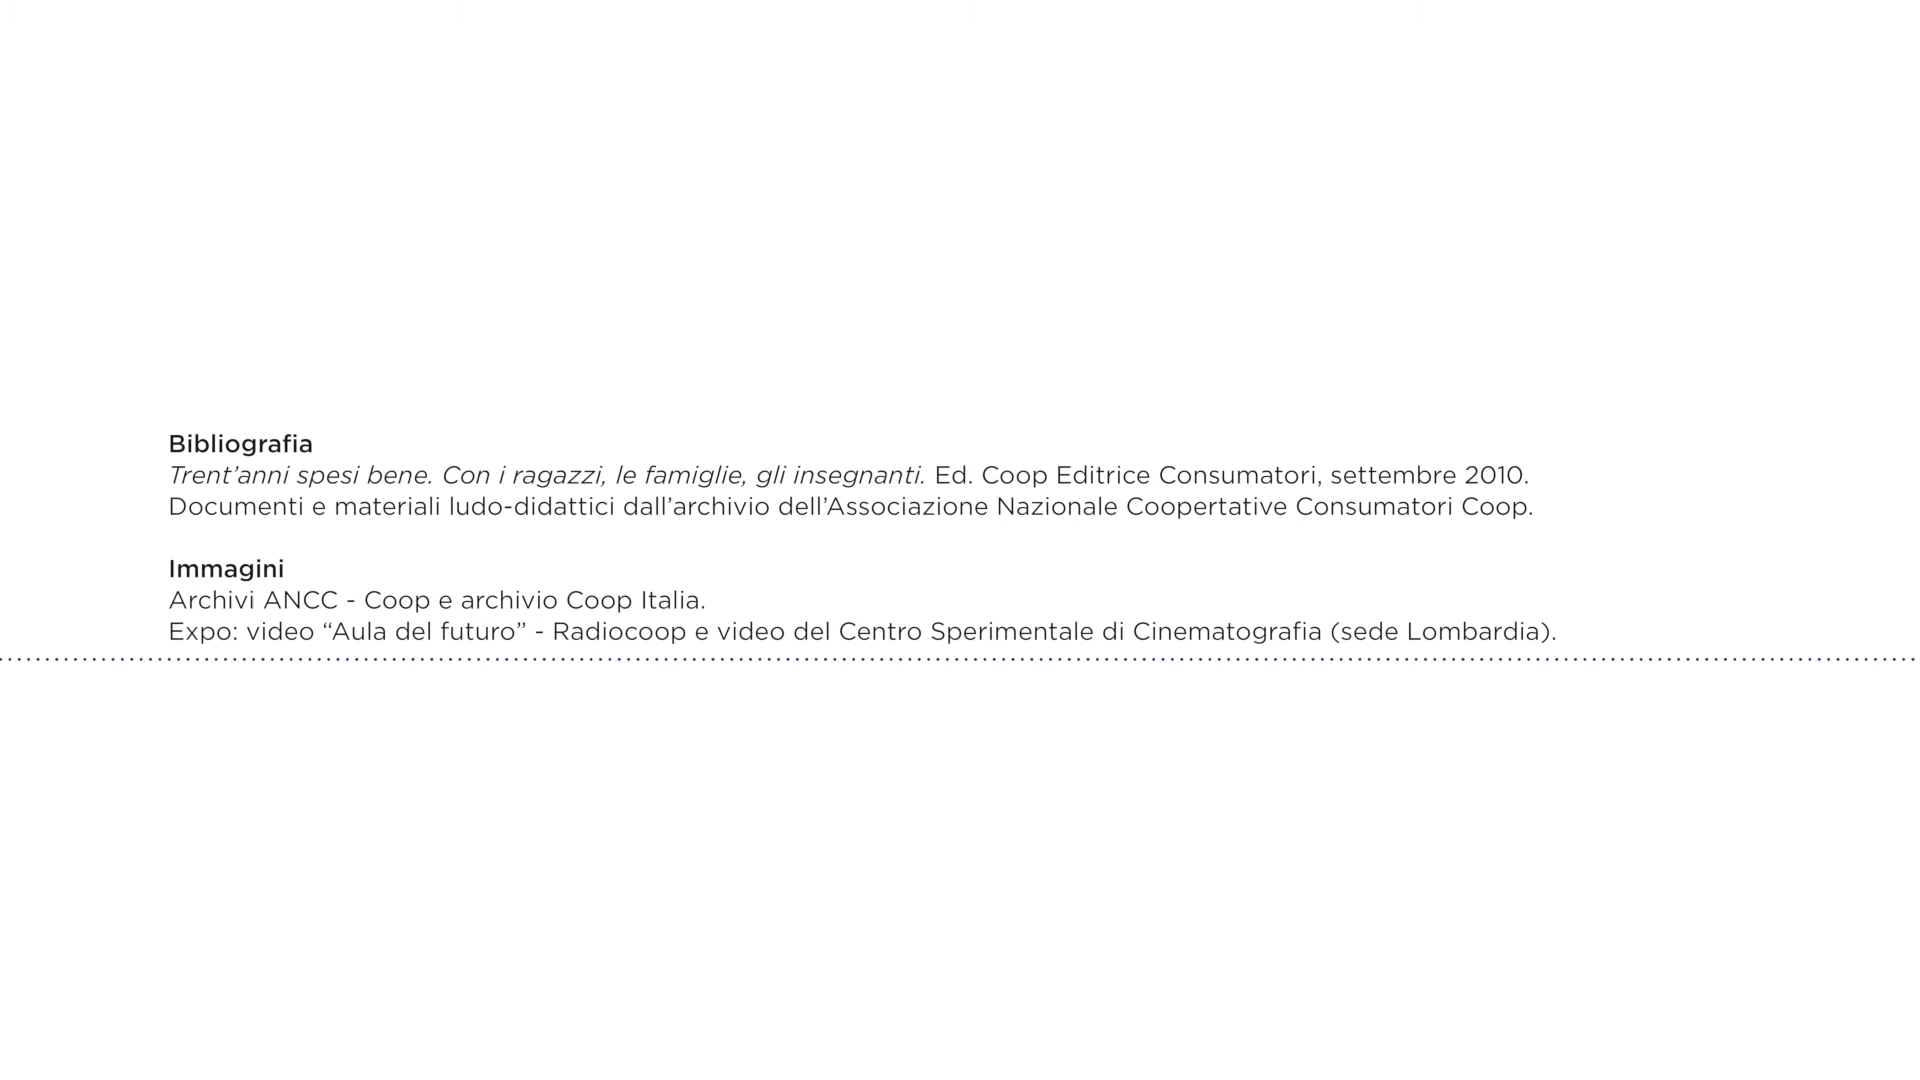 Bibliografia
Trent’anni spesi bene. Con i ragazzi, le famiglie, gli insegnanti. Ed. Coop Editrice Consumatori, settembre 2010.
Documenti e materiali ludo-didattici dall’archivio dell’Associazione Nazionale Coopertative Consumatori Coop.
Immagini
Archivi ANCC - Coop e archivio Coop Italia.
Expo: video “Aula del futuro” - Radiocoop e video del Centro Sperimentale di Cinematografia (sede Lombardia).